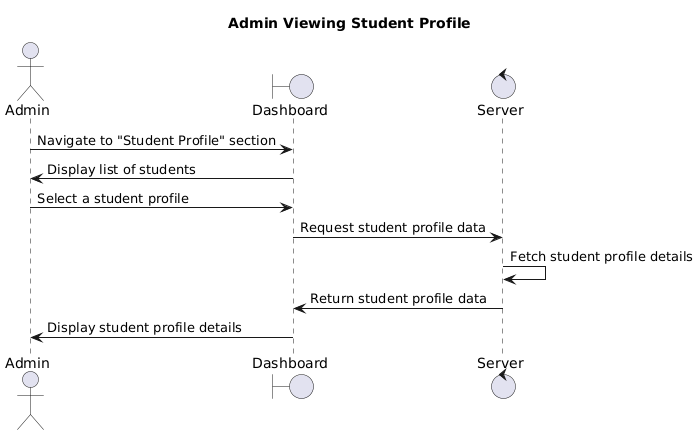 Admin Viewing Student Profile
Admin
Dashboard
Server
Navigate to "Student Profile" section
Display list of students
Select a student profile
Request student profile data
Fetch student profile details
Return student profile data
Display student profile details
Admin
Dashboard
Server